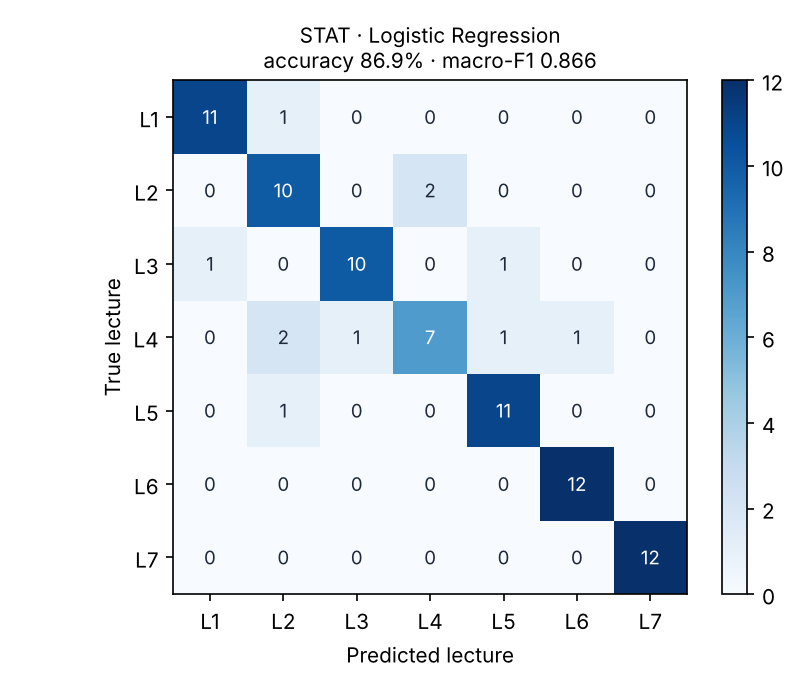 STAT · Logistic Regression
accuracy 86.9% · macro-F1 0.866
L1 11 1 0 0 0 0 0
L2 0 10 0 2 0 0 0
L3 1 0 10 0 1 0 0
L4 0 2 1 7 1 1 0
L5 0 1 0 0 11 0 0
L6 0 0 0 0 0 12 0
L7 0 0 0 0 0 0 12
L1 L2 L3 L4 L5 L6 L7
Predicted lecture
True lecture
12
10
8
6
4
2
0